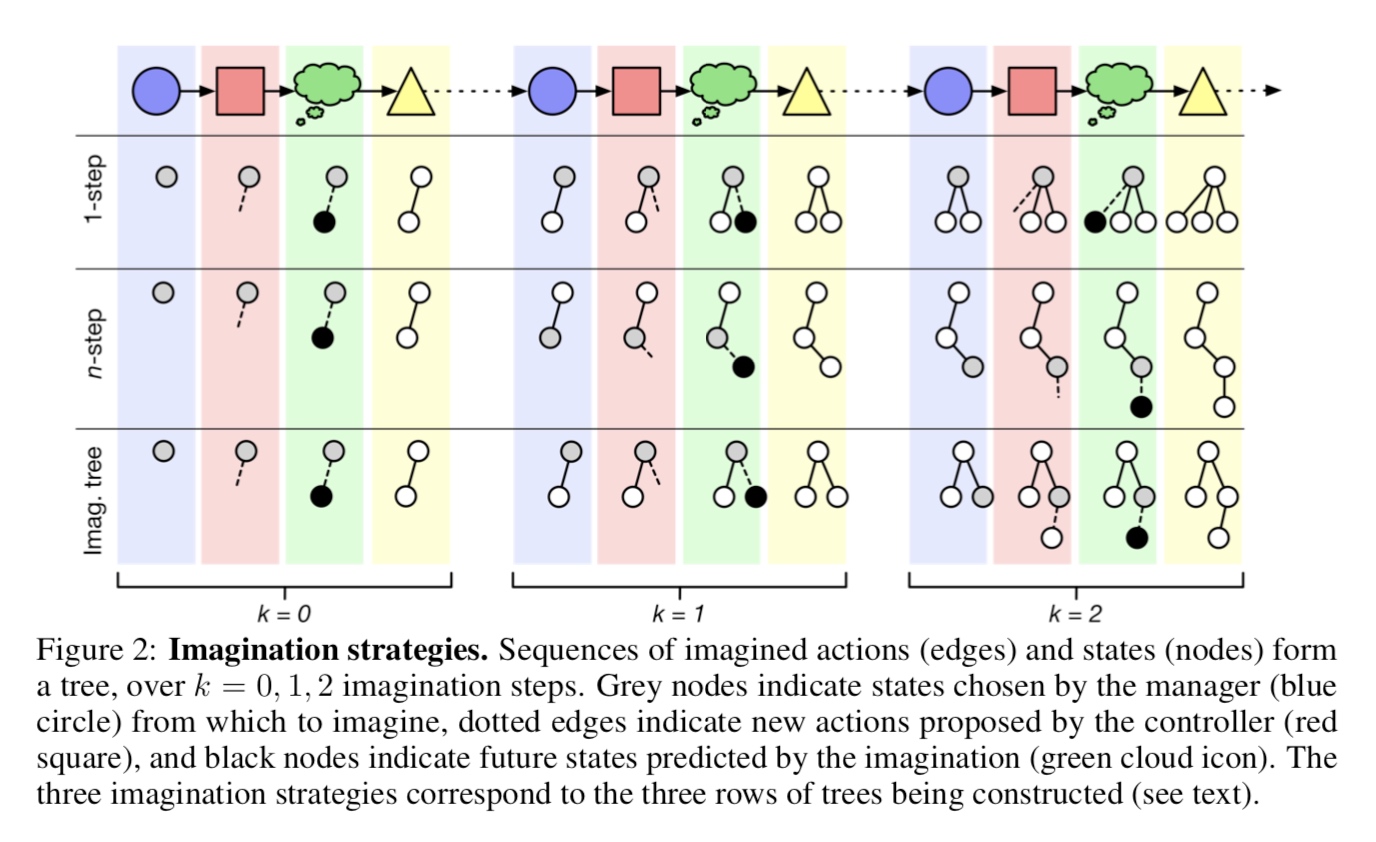 1-step
n-step
Imag. tree
k = 0
k = 1
k = 2
Figure 2: Imagination strategies. Sequences of imagined actions (edges) and states (nodes) form
a tree, over k = 0, 1, 2 imagination steps. Grey nodes indicate states chosen by the manager (blue
circle) from which to imagine, dotted edges indicate new actions proposed by the controller (red
square), and black nodes indicate future states predicted by the imagination (green cloud icon). The
three imagination strategies correspond to the three rows of trees being constructed (see text).